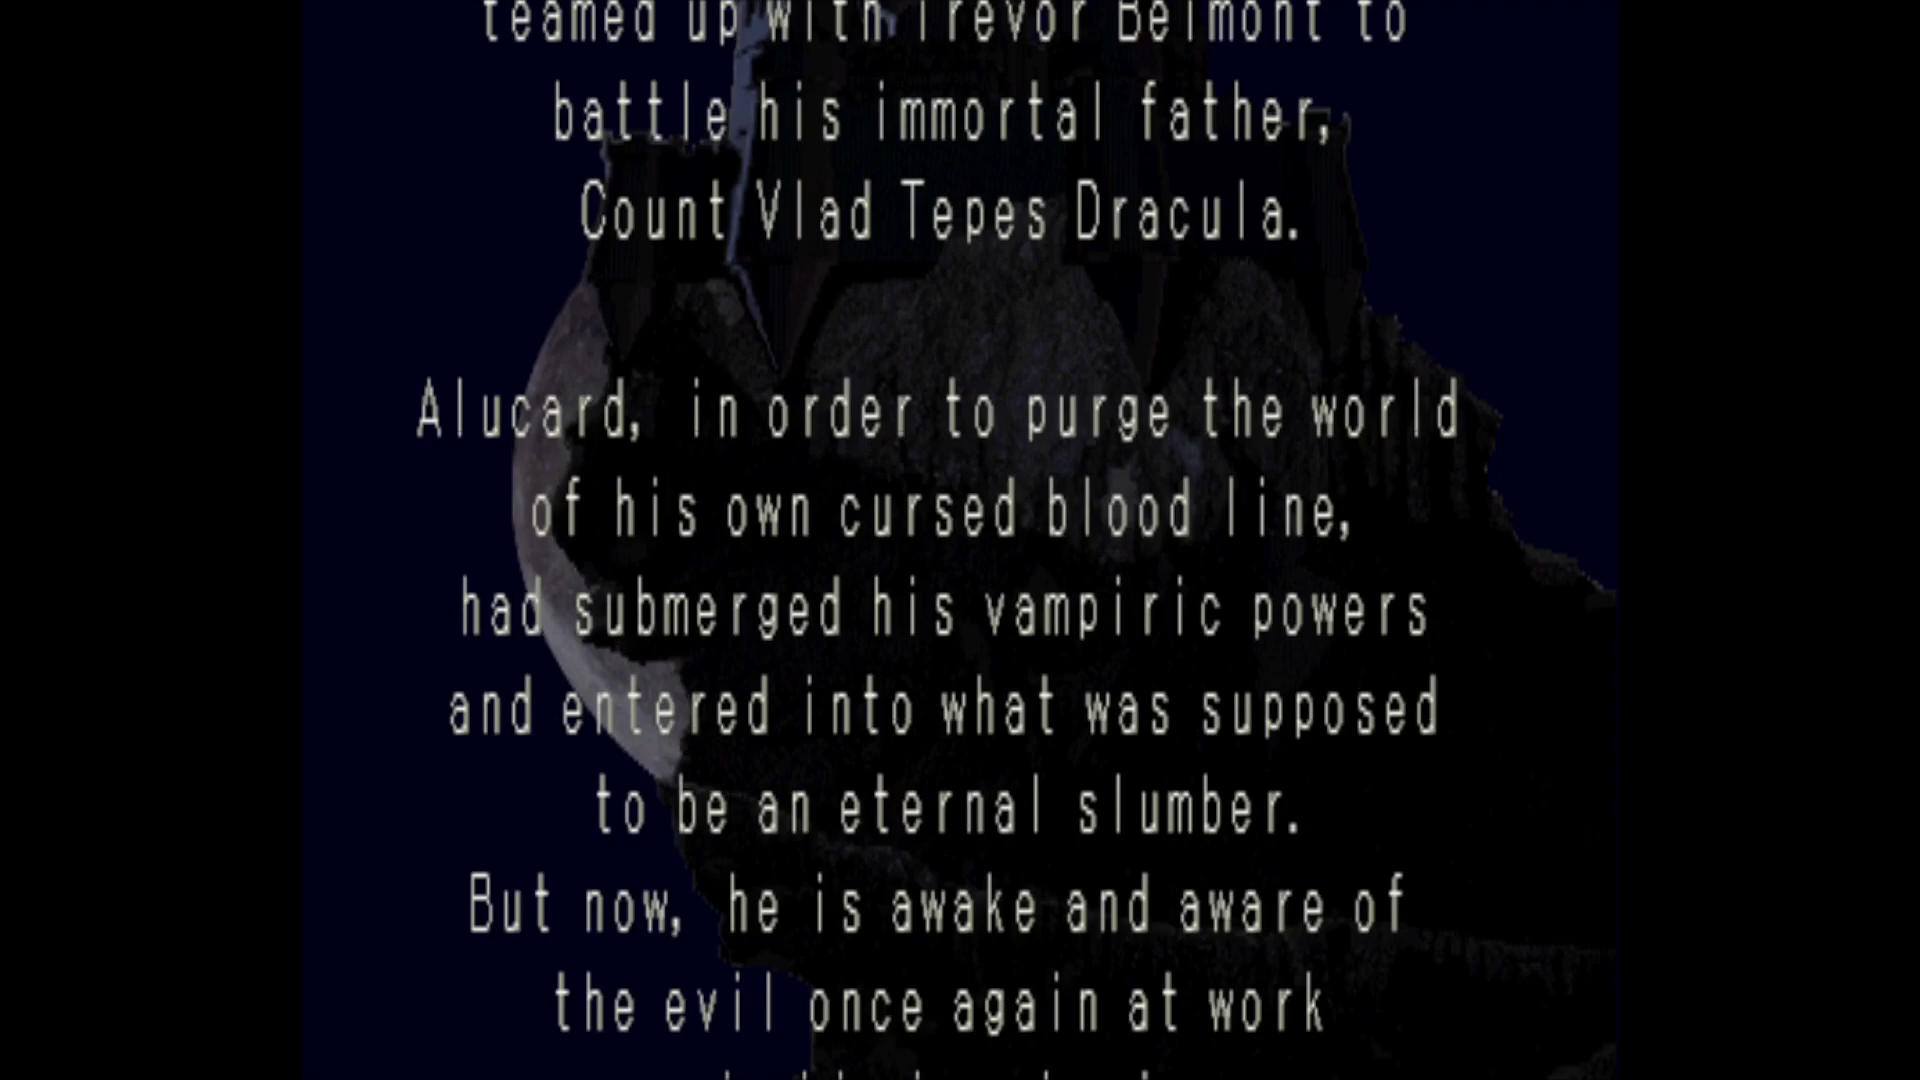 teamed up with Trevor Belmont to
battle his immortal father,
Count Vlad Tepes Dracula.
Alucard, in order to purge the world
of his own cursed blood line,
had submerged his vampiric powers
and entered into what was supposed
to be an eternal slumber.
But now, he is awake and aware of
the evil once again at work